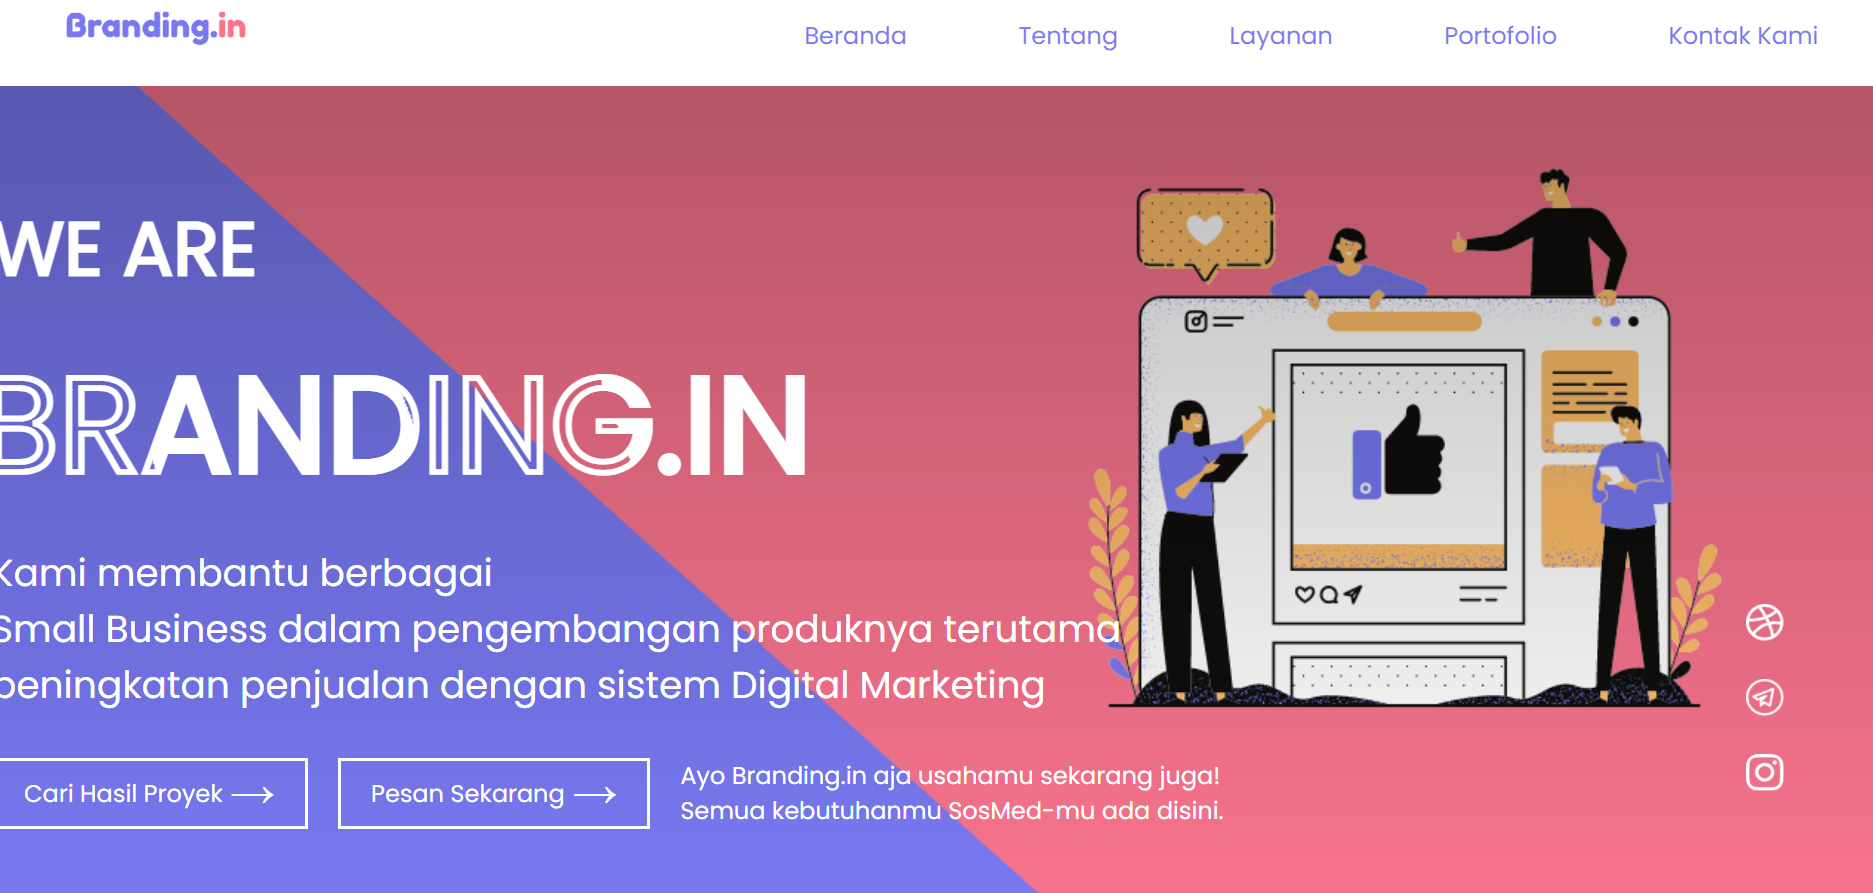 Branding.in
Beranda Tentang Layanan Portofolio Kontak Kami
WE ARE
BRANDING.IN
Kami membantu berbagai
Small Business dalam pengembangan produknya terutama
peningkatan penjualan dengan sistem Digital Marketing
Cari Hasil Proyek
Pesan Sekarang
Ayo Branding.in aja usahamu sekarang juga!
Semua kebutuhanmu SosMed-mu ada disini.